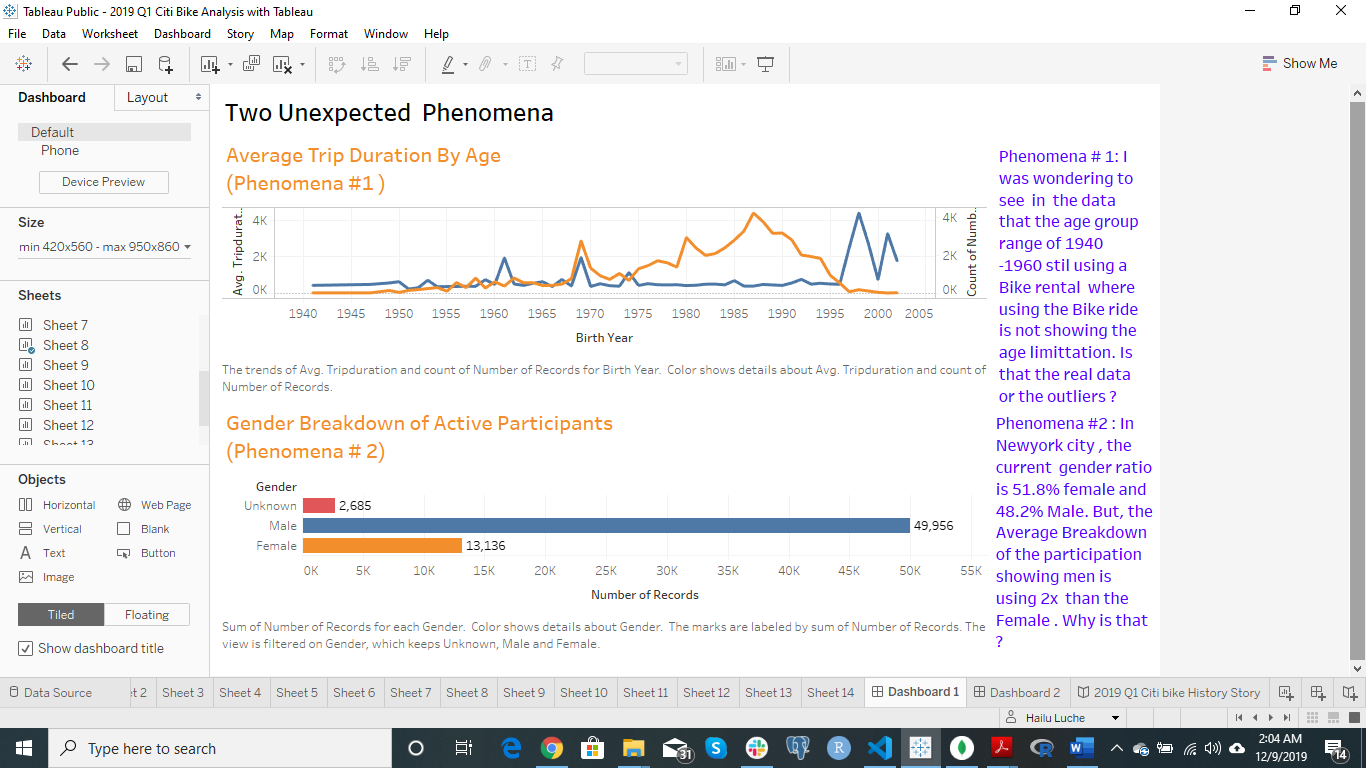 Tableau Public - 2019 Q1 Citi Bike Analysis with Tableau
File Data Worksheet Dashboard Story Map Format Window Help
Show Me
Dashboard Layout
Default
Phone
Device Preview
Size
min 420x560 - max 950x860
Sheets
Sheet 7
Sheet 8
Sheet 9
Sheet 10
Sheet 11
Sheet 12
Sheet 13
Objects
Horizontal Web Page
Vertical Blank
Text Button
Image
Tiled Floating
Show dashboard title
Two Unexpected Phenomena
Average Trip Duration By Age
(Phenomena #1 )
Avg. Tripdurat..
4K
2K
0K
4K
2K
0K
Count of Numb..
1940 1945 1950 1955 1960 1965 1970 1975 1980 1985 1990 1995 2000 2005
Birth Year
The trends of Avg. Tripduration and count of Number of Records for Birth Year. Color shows details about Avg. Tripduration and count of
Number of Records.
Gender Breakdown of Active Participants
(Phenomena # 2)
Gender
Unknown 2,685
Male 49,956
Female 13,136
0K 5K 10K 15K 20K 25K 30K 35K 40K 45K 50K 55K
Number of Records
Sum of Number of Records for each Gender. Color shows details about Gender. The marks are labeled by sum of Number of Records. The
view is filtered on Gender, which keeps Unknown, Male and Female.
Phenomena # 1: I
was wondering to
see in the data
that the age group
range of 1940
-1960 stil using a
Bike rental where
using the Bike ride
is not showing the
age limittation. Is
that the real data
or the outliers ?
Phenomena #2 : In
Newyork city , the
current gender ratio
is 51.8% female and
48.2% Male. But, the
Average Breakdown
of the participation
showing men is
using 2x than the
Female . Why is that
?
Data Source et 2 Sheet 3 Sheet 4 Sheet 5 Sheet 6 Sheet 7 Sheet 8 Sheet 9 Sheet 10 Sheet 11 Sheet 12 Sheet 13 Sheet 14 Dashboard 1 Dashboard 2 2019 Q1 Citi bike History Story
Hailu Luche
Type here to search
31
2:04 AM
12/9/2019
14